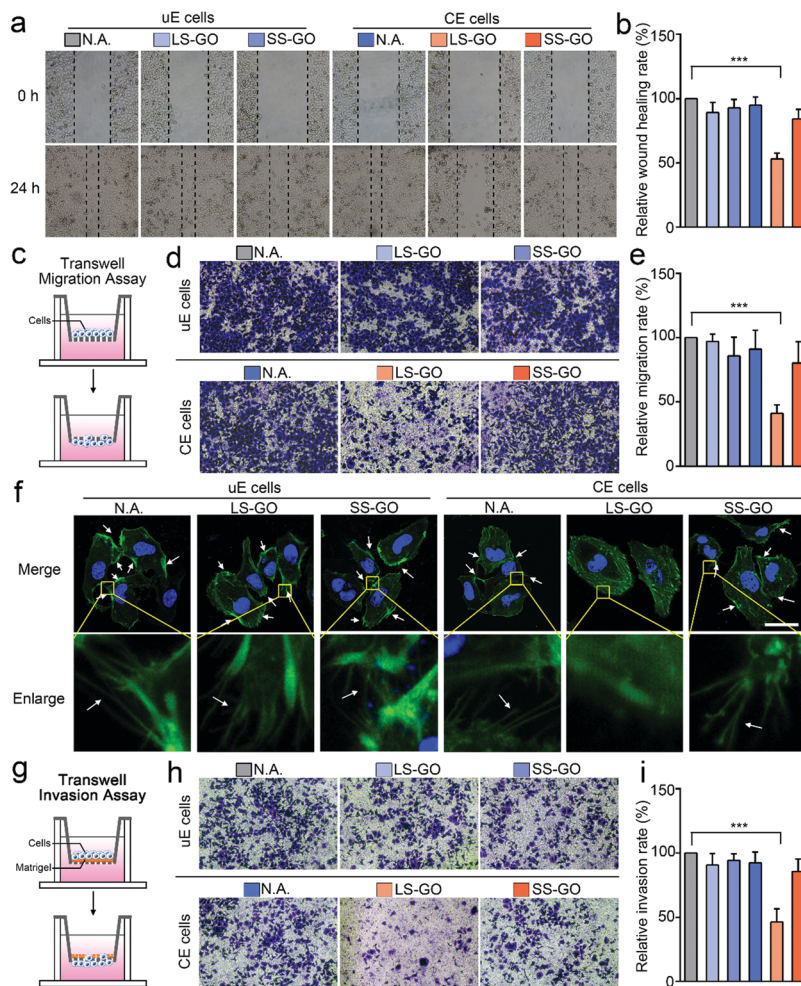 a
uE cells
CE cells
N.A. LS-GO SS-GO N.A. LS-GO SS-GO
0 h
24 h
b
Relative wound healing rate (%)
150
100
50
0
***
c
Transwell
Migration Assay
Cells
d
N.A. LS-GO SS-GO
uE cells
N.A. LS-GO SS-GO
CE cells
e
Relative migration rate (%)
150
100
50
0
***
f
uE cells
CE cells
N.A. LS-GO SS-GO N.A. LS-GO SS-GO
Merge
Enlarge
g
Transwell
Invasion Assay
Cells
Matrigel
h
N.A. LS-GO SS-GO
uE cells
N.A. LS-GO SS-GO
CE cells
i
Relative invasion rate (%)
150
100
50
0
***